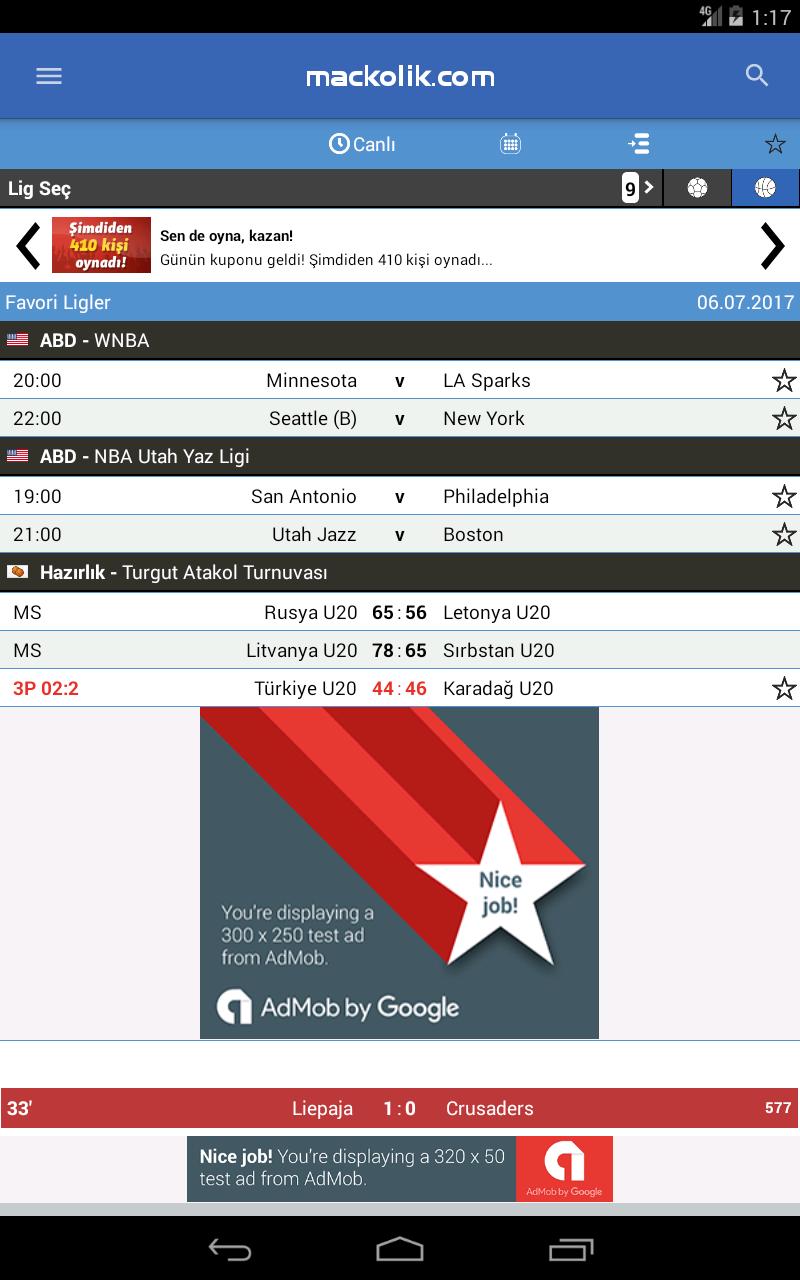 4G 1:17
mackolik.com
Canlı
Lig Seç 9
Şimdiden
410 kişi
oynadı!
Sen de oyna, kazan!
Günün kuponu geldi! Şimdiden 410 kişi oynadı...
Favori Ligler 06.07.2017
ABD - WNBA
20:00 Minnesota v LA Sparks
22:00 Seattle (B) v New York
ABD - NBA Utah Yaz Ligi
19:00 San Antonio v Philadelphia
21:00 Utah Jazz v Boston
Hazırlık - Turgut Atakol Turnuvası
MS Rusya U20 65 : 56 Letonya U20
MS Litvanya U20 78 : 65 Sırbstan U20
3P 02:2 Türkiye U20 44 : 46 Karadağ U20
Nice
job!
You're displaying a
300 x 250 test ad
from AdMob.
AdMob by Google
33' Liepaja 1 : 0 Crusaders 577
Nice job! You're displaying a 320 x 50
test ad from AdMob.
AdMob by Google